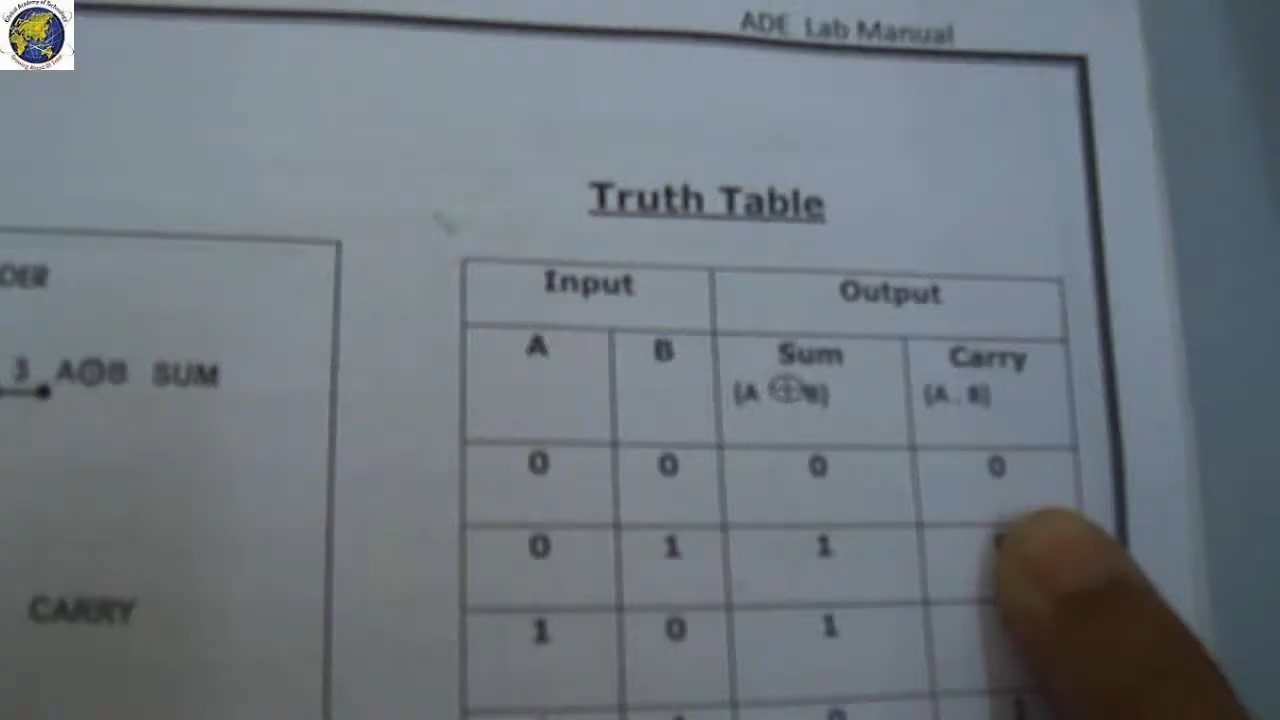 ADE Lab Manual
Truth Table
DER
3 A⊕B SUM
CARRY
Input Output
A B Sum Carry
(A ⊕ B) (A . B)
0 0 0 0
0 1 1
1 0 1